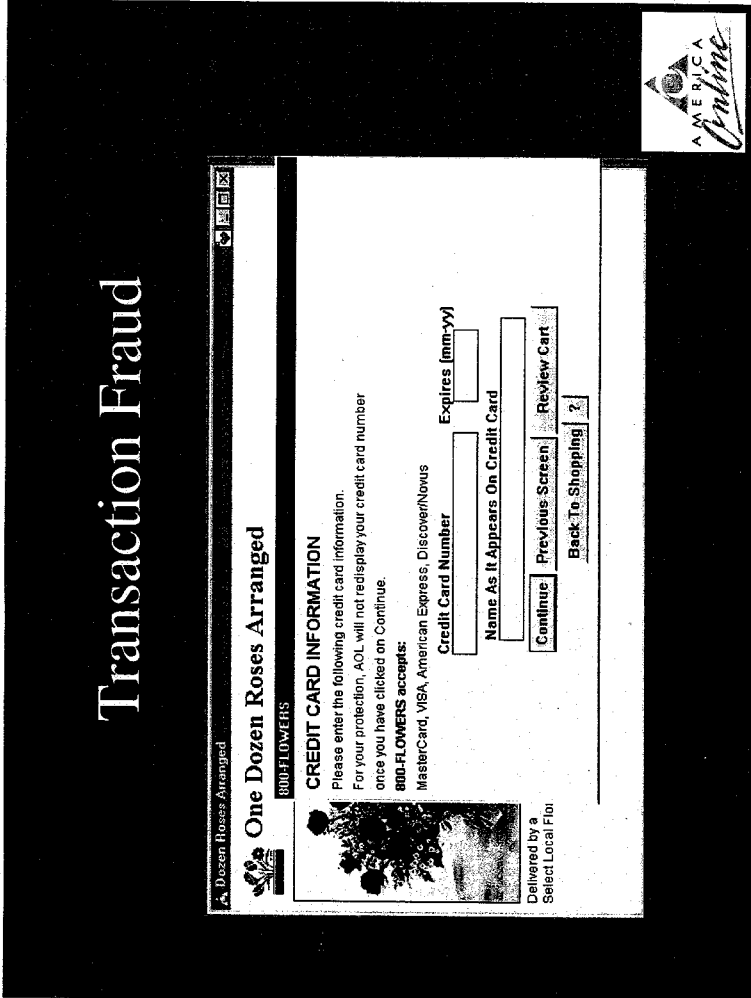 Transaction Fraud
Dozen Roses Arranged
One Dozen Roses Arranged
800-FLOWERS
CREDIT CARD INFORMATION
Please enter the following credit card information.
For your protection, AOL will not redisplay your credit card number
once you have clicked on Continue.
800-FLOWERS accepts:
MasterCard, VISA, American Express, Discover/Novus
Credit Card Number Expires (mm-yy)
Name As It Appears On Credit Card
Continue Previous Screen Review Cart
Back To Shopping ?
Delivered by a
Select Local Flor
AMERICA
Online